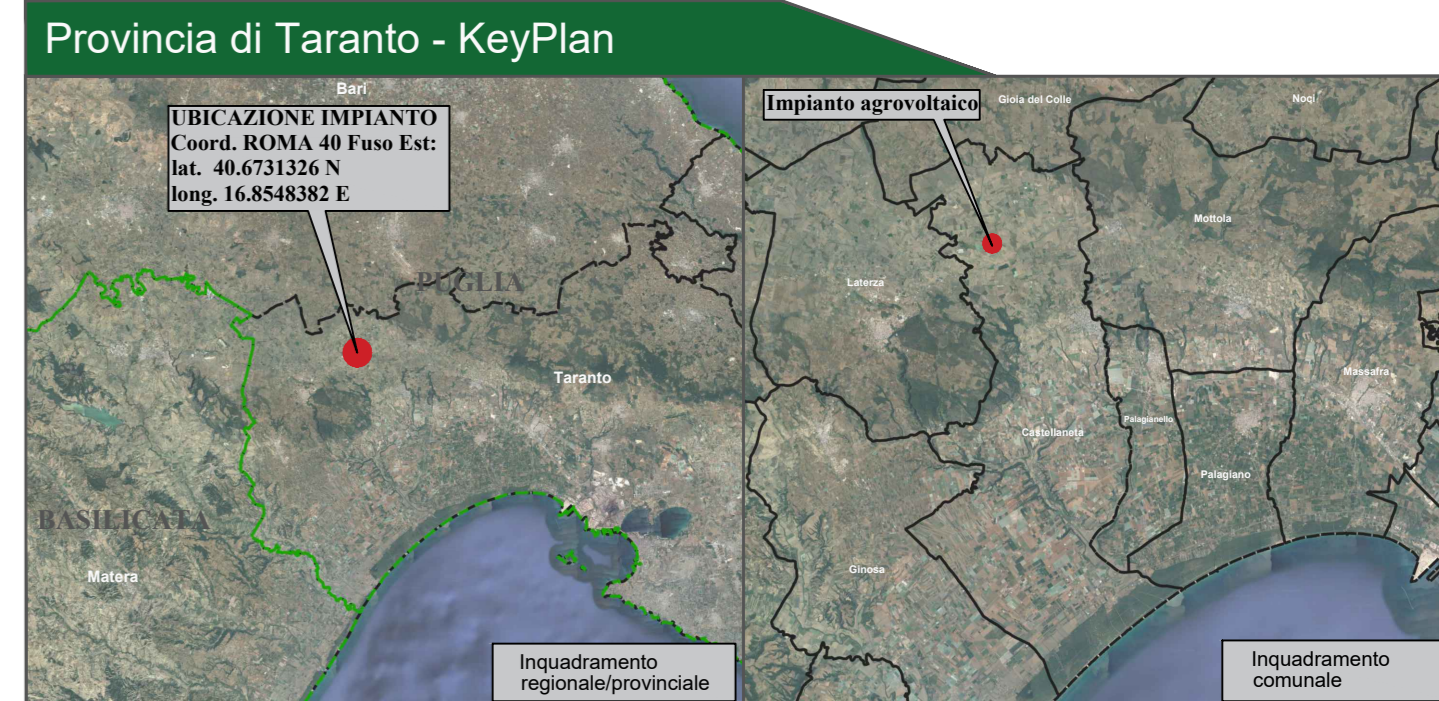 Provincia di Taranto - KeyPlan
Bari
UBICAZIONE IMPIANTO
Coord. ROMA 40 Fuso Est:
lat. 40.6731326 N
long. 16.8548382 E
PUGLIA
Taranto
BASILICATA
Matera
Inquadramento
regionale/provinciale
Impianto agrovoltaico
Gioia del Colle
Noci
Mottola
Laterza
Massafra
Castellaneta
Palagianello
Palagiano
Ginosa
Inquadramento
comunale